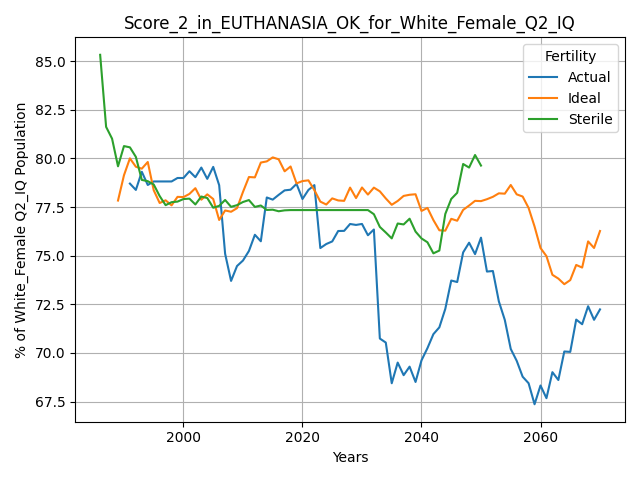 Score_2_in_EUTHANASIA_OK_for_White_Female_Q2_IQ
% of White_Female Q2_IQ Population
85.0
82.5
80.0
77.5
75.0
72.5
70.0
67.5
Fertility
Actual
Ideal
Sterile
2000
2020
2040
2060
Years